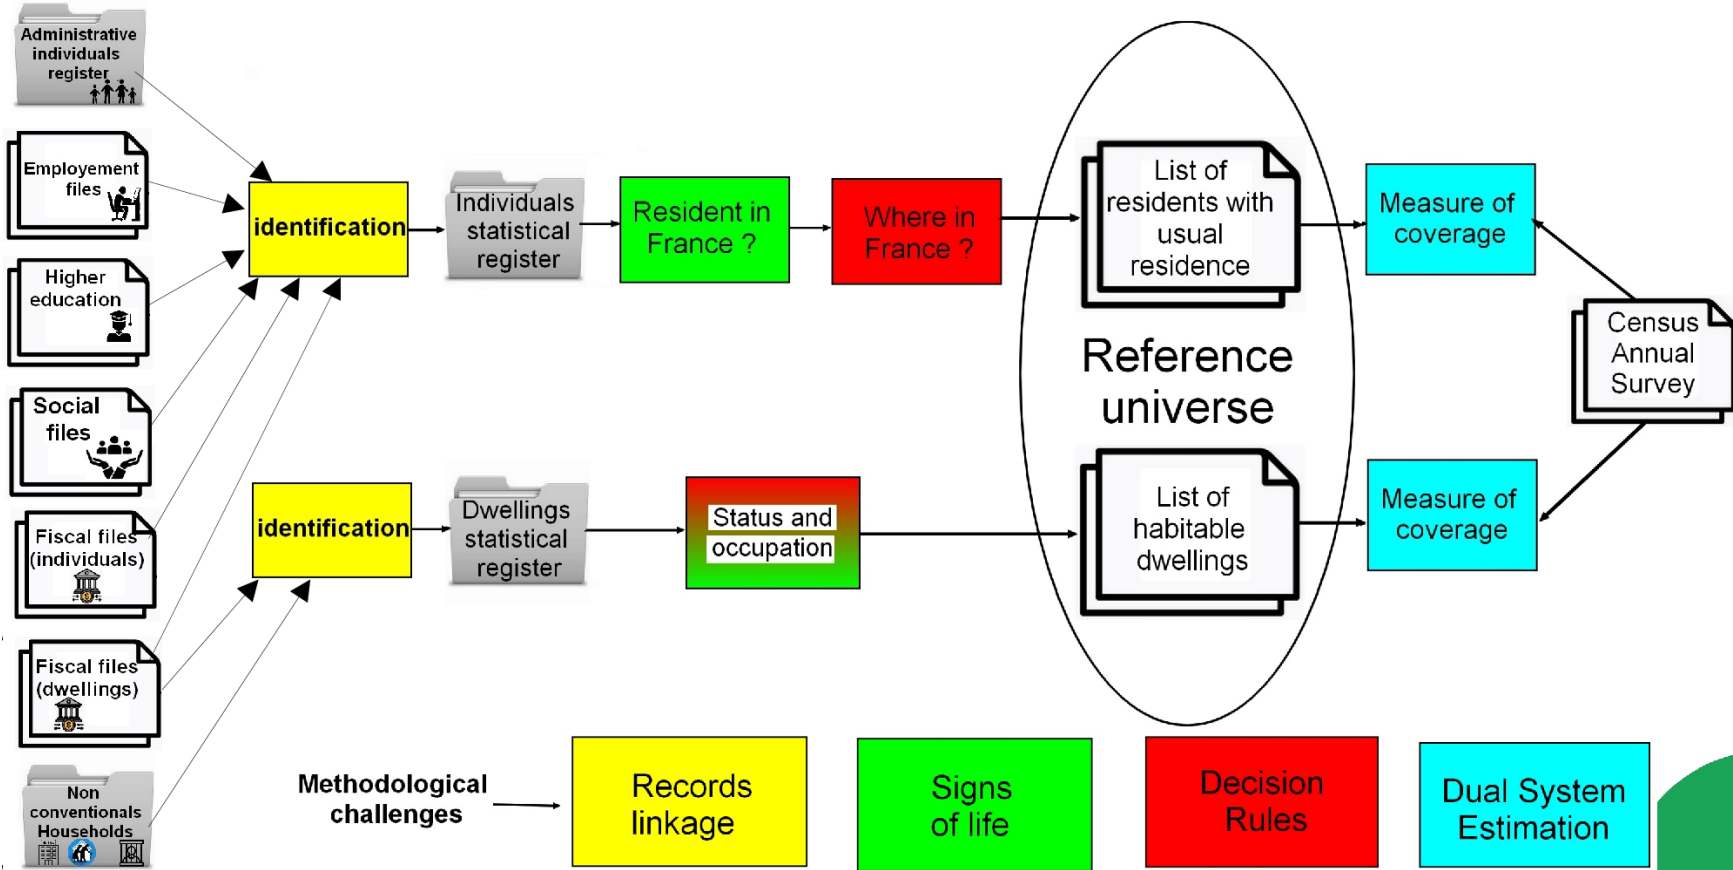 Administrative
individuals
register
Employement
files
Higher
education
Social
files
Fiscal files
(individuals)
Fiscal files
(dwellings)
Non
conventionals
Households
identification
Individuals
statistical
register
Resident in
France ?
Where in
France ?
List of
residents with
usual
residence
Measure of
coverage
Reference
universe
Census
Annual
Survey
identification
Dwellings
statistical
register
Status and
occupation
List of
habitable
dwellings
Measure of
coverage
Methodological
challenges
Records
linkage
Signs
of life
Decision
Rules
Dual System
Estimation